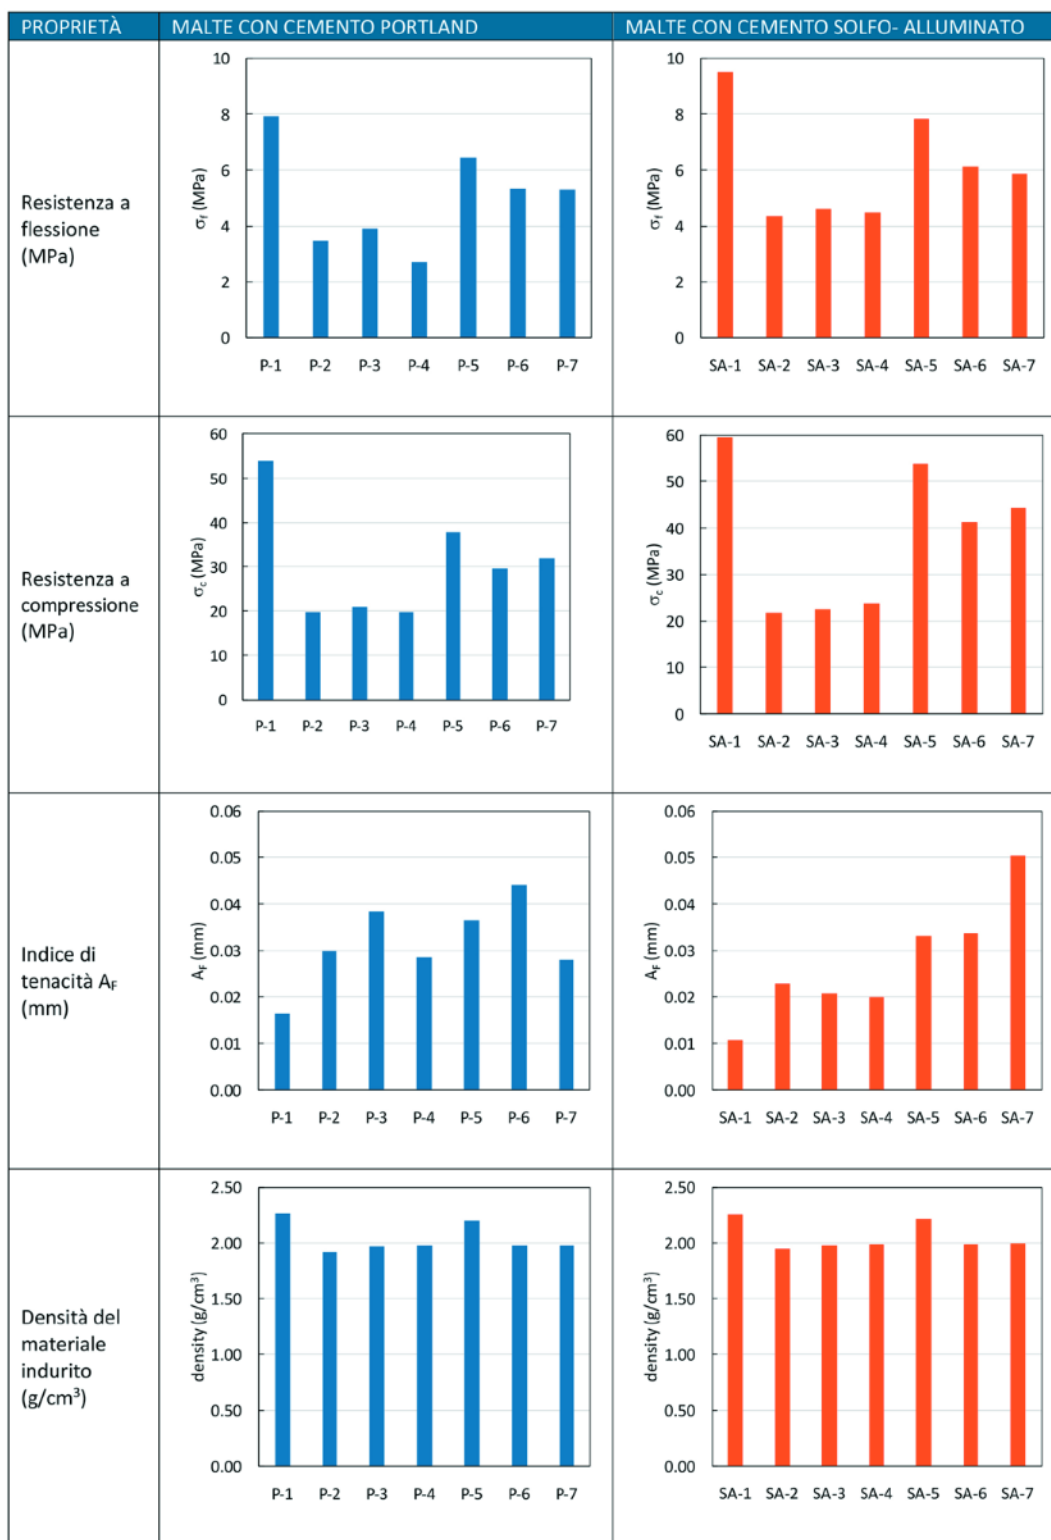 PROPRIETÀ MALTE CON CEMENTO PORTLAND MALTE CON CEMENTO SOLFO- ALLUMINATO
Resistenza a
flessione
(MPa)
10
8
6
4
2
0
σf (MPa)
P-1 P-2 P-3 P-4 P-5 P-6 P-7
10
8
6
4
2
0
σf (MPa)
SA-1 SA-2 SA-3 SA-4 SA-5 SA-6 SA-7
Resistenza a
compressione
(MPa)
60
50
40
30
20
10
0
σc (MPa)
P-1 P-2 P-3 P-4 P-5 P-6 P-7
60
50
40
30
20
10
0
σc (MPa)
SA-1 SA-2 SA-3 SA-4 SA-5 SA-6 SA-7
Indice di
tenacità AF
(mm)
0.06
0.05
0.04
0.03
0.02
0.01
0.00
AF (mm)
P-1 P-2 P-3 P-4 P-5 P-6 P-7
0.06
0.05
0.04
0.03
0.02
0.01
0.00
AF (mm)
SA-1 SA-2 SA-3 SA-4 SA-5 SA-6 SA-7
Densità del
materiale
indurito
(g/cm³)
2.50
2.00
1.50
1.00
0.50
0.00
density (g/cm³)
P-1 P-2 P-3 P-4 P-5 P-6 P-7
2.50
2.00
1.50
1.00
0.50
0.00
density (g/cm³)
SA-1 SA-2 SA-3 SA-4 SA-5 SA-6 SA-7